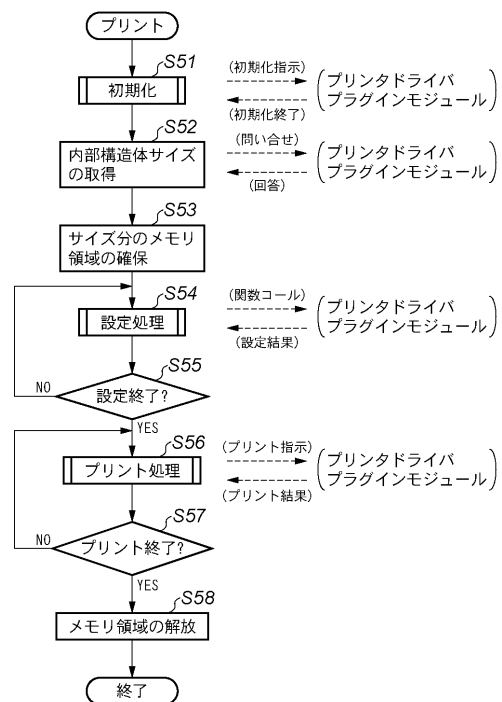 プリント
S51
初期化
(初期化指示)
(初期化終了)
(プリンタドライバ
プラグインモジュール)
S52
内部構造体サイズ
の取得
(問い合せ)
(回答)
(プリンタドライバ
プラグインモジュール)
S53
サイズ分のメモリ
領域の確保
S54
設定処理
(関数コール)
(設定結果)
(プリンタドライバ
プラグインモジュール)
S55
設定終了?
NO
YES
S56
プリント処理
(プリント指示)
(プリント結果)
(プリンタドライバ
プラグインモジュール)
S57
プリント終了?
NO
YES
S58
メモリ領域の解放
終了